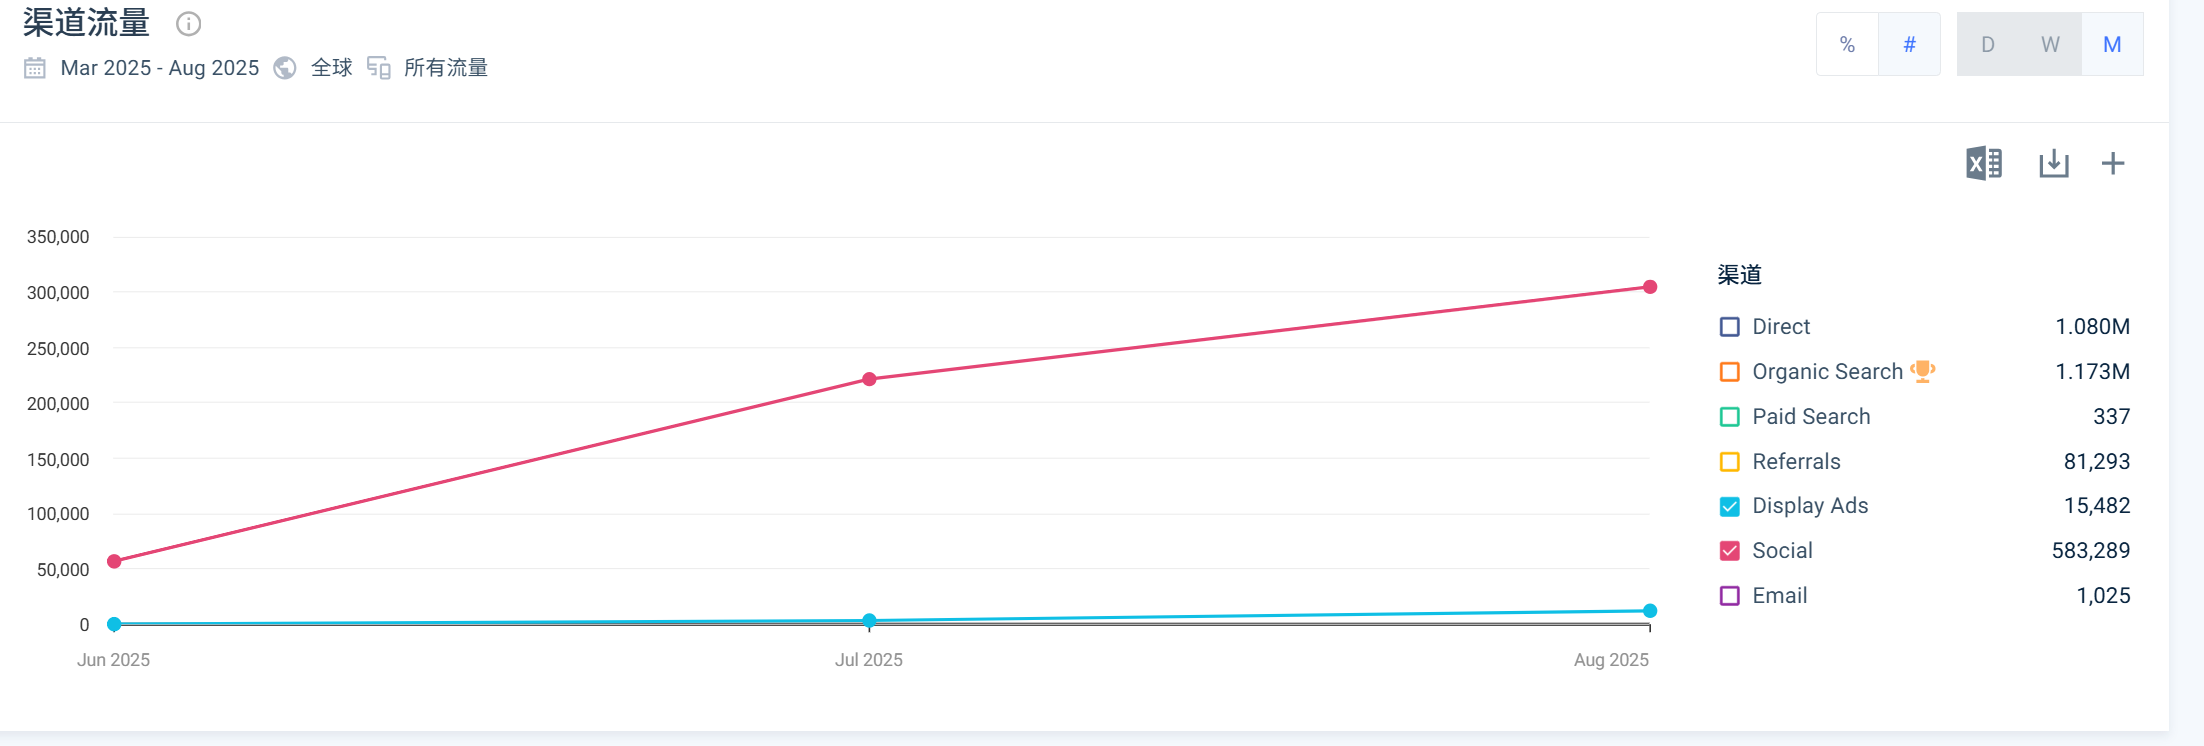 渠道流量
Mar 2025 - Aug 2025 全球 所有流量
% # D W M
350,000
300,000
250,000
200,000
150,000
100,000
50,000
0
Jun 2025 Jul 2025 Aug 2025
渠道
Direct 1.080M
Organic Search 1.173M
Paid Search 337
Referrals 81,293
Display Ads 15,482
Social 583,289
Email 1,025